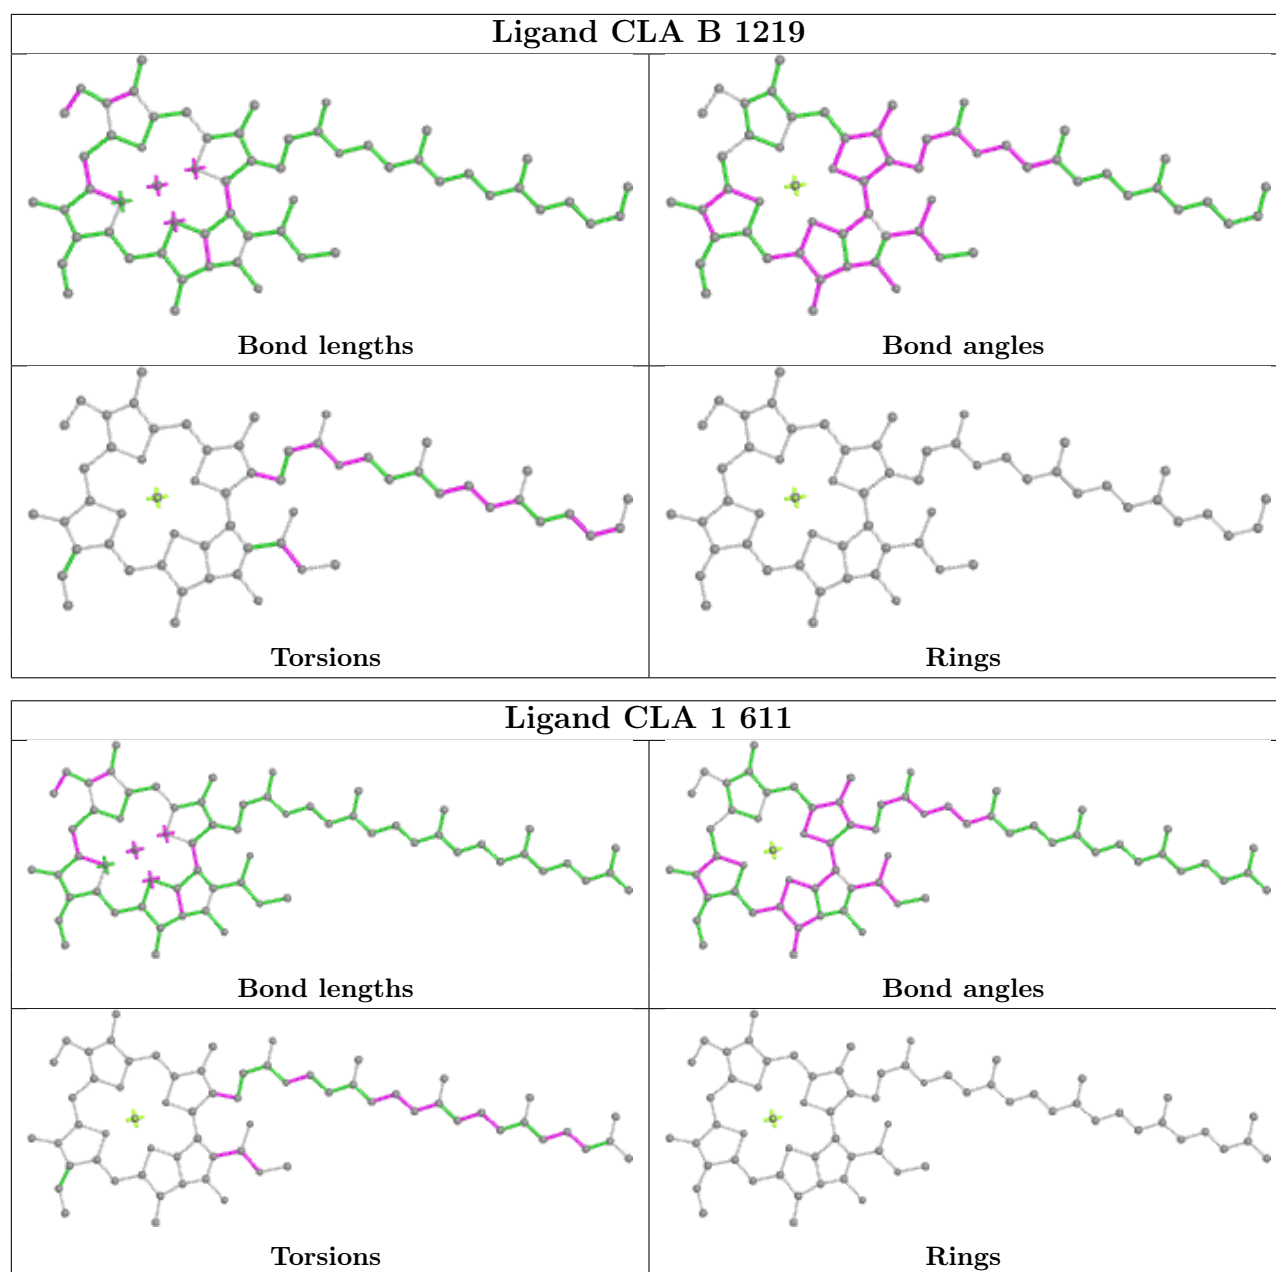 Ligand CLA B 1219
Bond lengths
Bond angles
Torsions
Rings
Ligand CLA 1 611
Bond lengths
Bond angles
Torsions
Rings